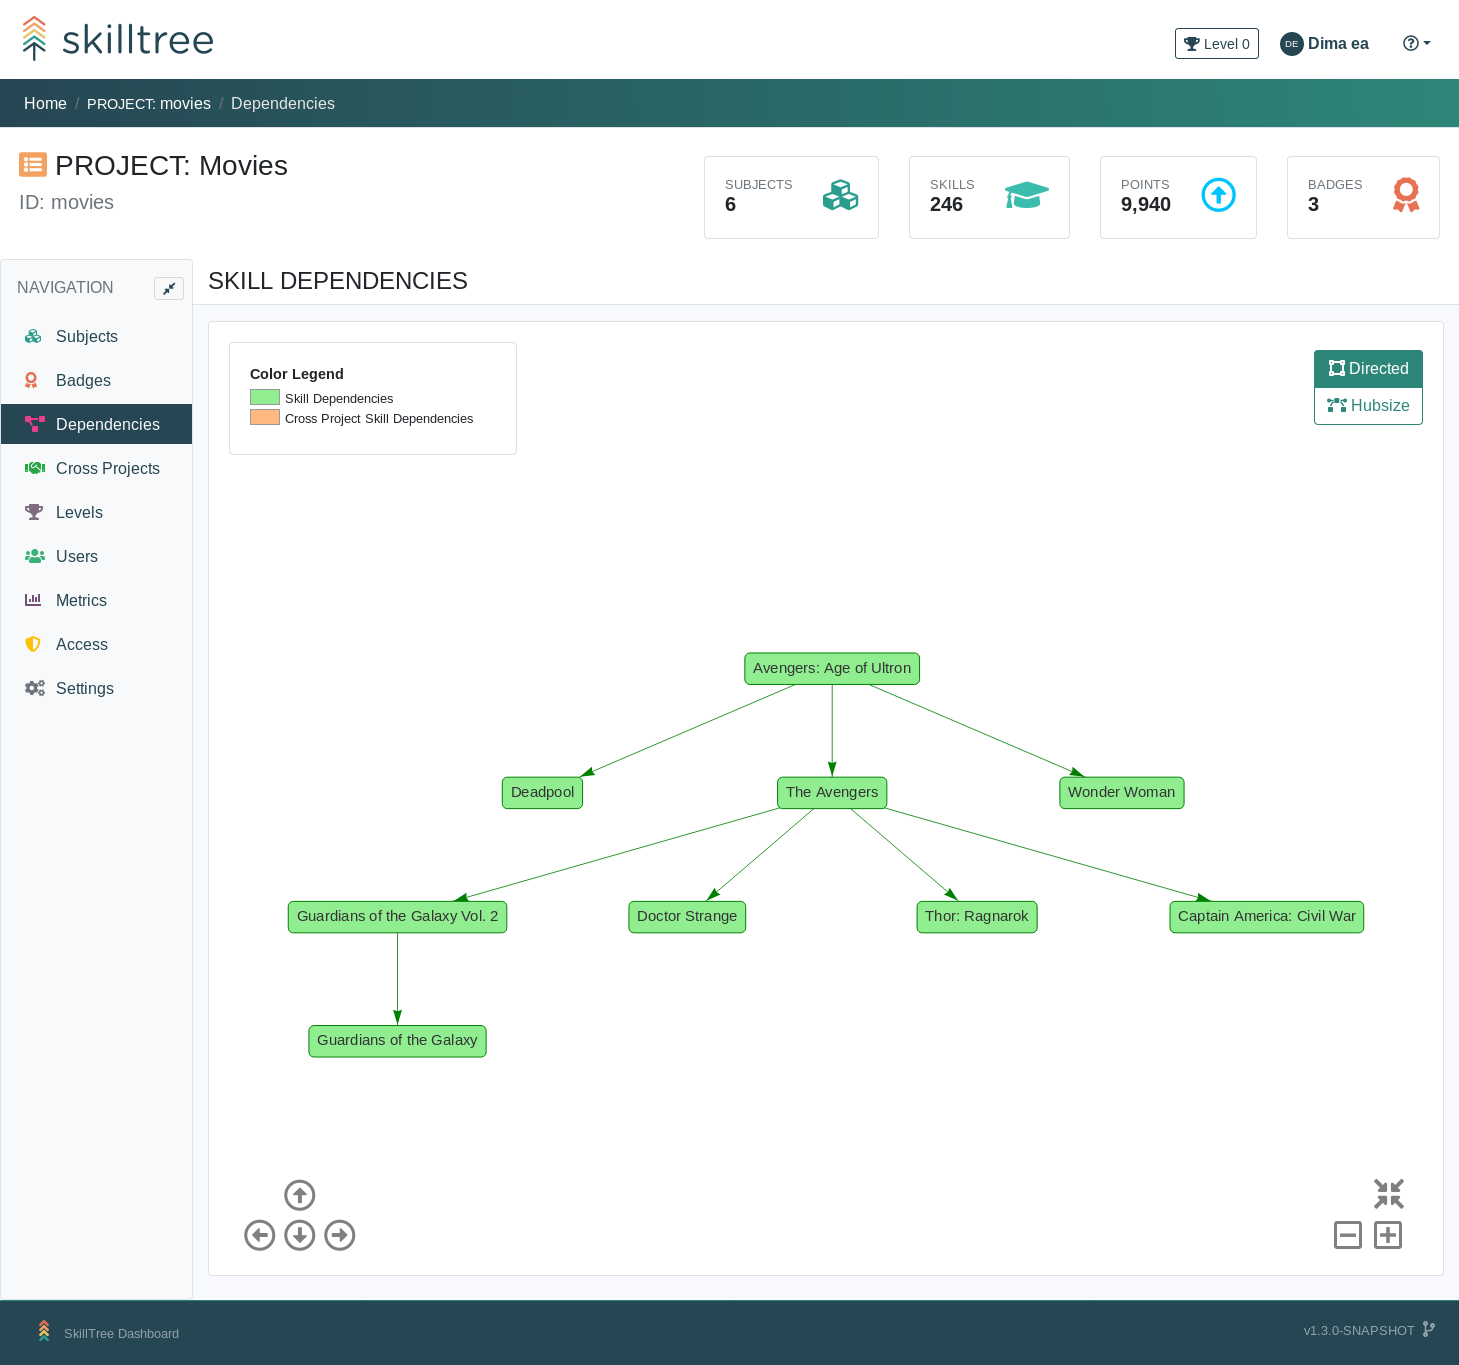 skilltree
Level 0
DE Dima ea
Home / PROJECT: movies / Dependencies
PROJECT: Movies
ID: movies
SUBJECTS
6
SKILLS
246
POINTS
9,940
BADGES
3
NAVIGATION
Subjects
Badges
Dependencies
Cross Projects
Levels
Users
Metrics
Access
Settings
SKILL DEPENDENCIES
Color Legend
Skill Dependencies
Cross Project Skill Dependencies
Directed
Hubsize
Avengers: Age of Ultron
Deadpool
The Avengers
Wonder Woman
Guardians of the Galaxy Vol. 2
Doctor Strange
Thor: Ragnarok
Captain America: Civil War
Guardians of the Galaxy
SkillTree Dashboard
v1.3.0-SNAPSHOT